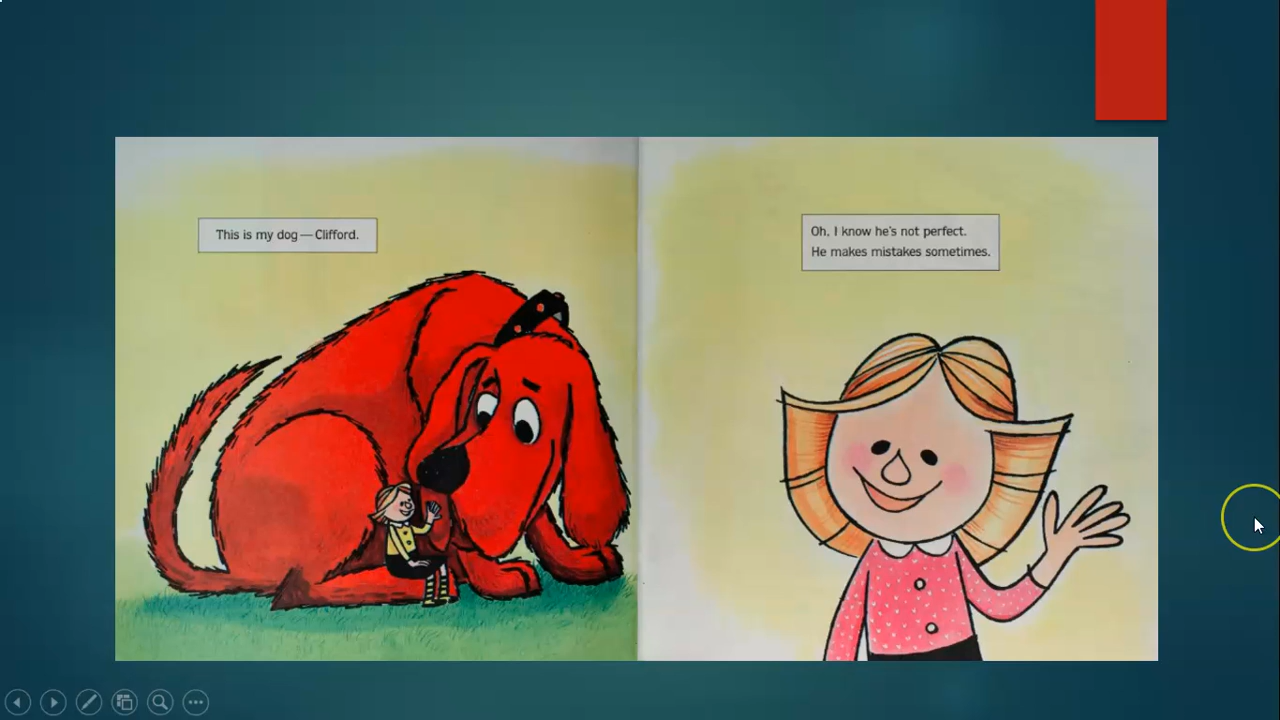 This is my dog — Clifford.
Oh, I know he's not perfect.
He makes mistakes sometimes.